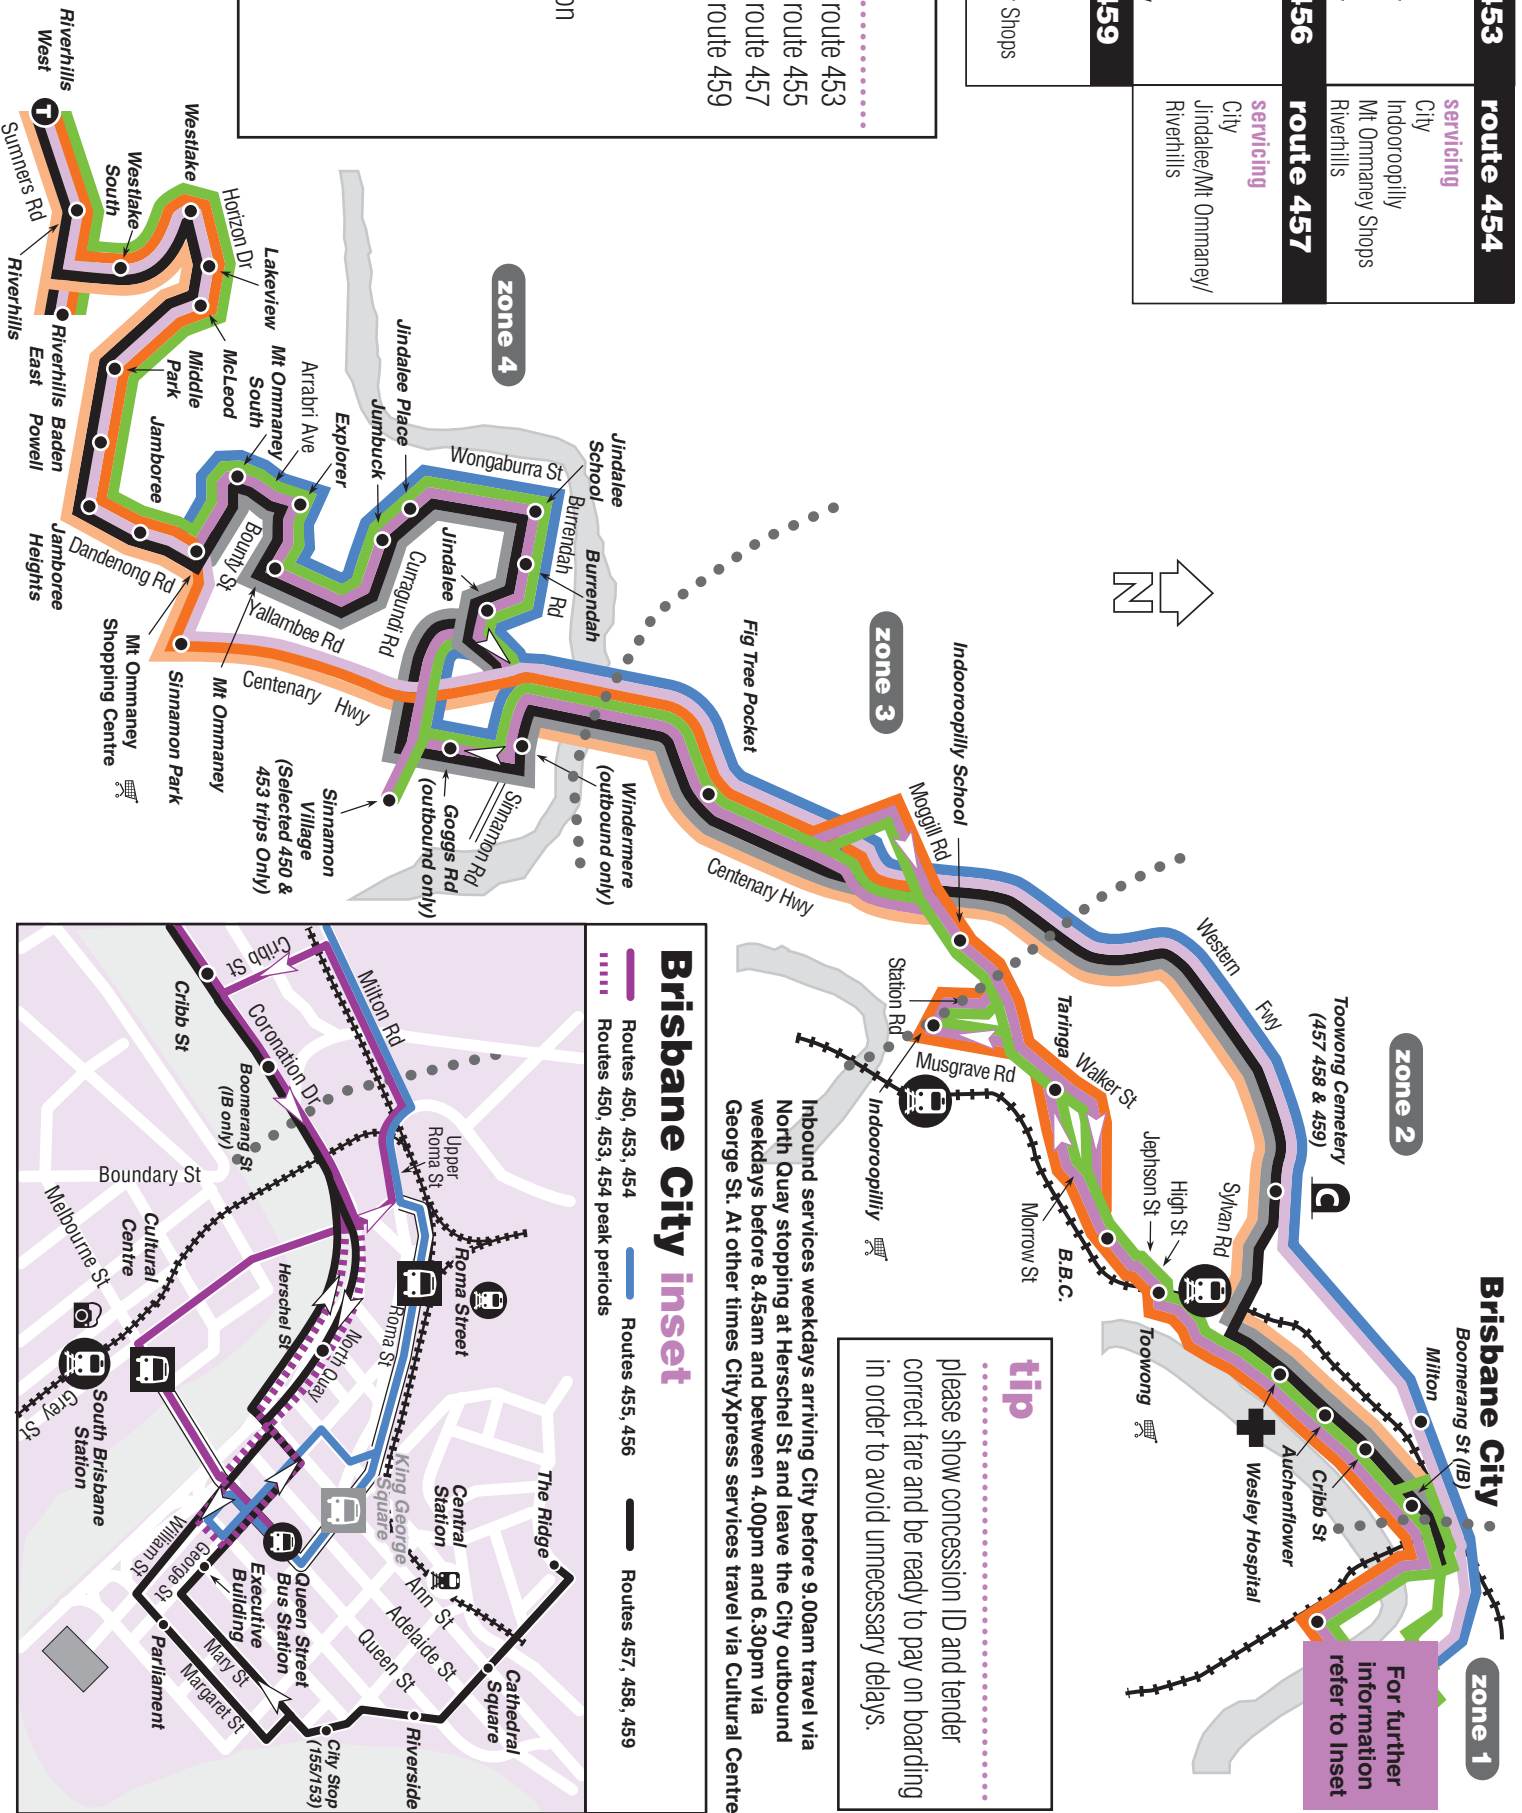 453
route 454
servicing
City
Indooroopilly
Mt Ommaney Shops
Riverhills
456
route 457
servicing
City
Jindalee/Mt Ommaney/
Riverhills
459
Shops
route 453
route 455
route 457
route 459
on
zone 4
zone 3
zone 2
zone 1
N
Riverhills
West
T
Sumners Rd
Riverhills
Westlake
South
Westlake
Horizon Dr
Lakeview
McLeod
Middle
Park
Riverhills
East
Baden
Powell
Jamboree
Jamboree
Heights
Dandenong Rd
Mt Ommaney
South
Arrabri Ave
Explorer
Bounty St
Yallambee Rd
Mt Ommaney
Mt Ommaney
Shopping Centre
Sinnamon Park
Centenary Hwy
Jumbuck
Jindalee Place
Wongaburra St
Jindalee
School
Burrendah Rd
Burrendah
Jindalee
Curragundi Rd
Sinnamon
Village
(Selected 450 &
453 trips Only)
Goggs Rd
(outbound only)
Sinnamon Rd
Windermere
(outbound only)
Fig Tree Pocket
Centenary Hwy
Moggill Rd
Indooroopilly School
Western Fwy
Station Rd
Musgrave Rd
Indooroopilly
Taringa
Walker St
Morrow St
B.B.C.
Jephson St
High St
Sylvan Rd
Toowong Cemetery
(457 458 & 459)
C
Toowong
Wesley Hospital
Auchenflower
Cribb St
Milton
Boomerang St (IB)
Brisbane City
For further
information
refer to Inset
tip
please show concession ID and tender
correct fare and be ready to pay on boarding
in order to avoid unnecessary delays.
Inbound services weekdays arriving City before 9.00am travel via
North Quay stopping at Herschel St and leave the City outbound
weekdays before 8.45am and between 4.00pm and 6.30pm via
George St. At other times CityXpress services travel via Cultural Centre
Brisbane City inset
Routes 450, 453, 454
Routes 455, 456
Routes 457, 458, 459
Routes 450, 453, 454 peak periods
Cribb St
Milton Rd
Cribb St
Coronation Dr
Boomerang St
(IB only)
Upper
Roma St
Boundary St
Melbourne St
Cultural
Centre
Herschel St
North Quay
Roma St
Roma Street
Grey St
South Brisbane
Station
King George
Square
Central
Station
The Ridge
Ann St
Adelaide St
Queen St
Queen Street
Bus Station
Executive
Building
George St
William St
Parliament
Mary St
Margaret St
Cathedral
Square
Riverside
City Stop
(155/153)